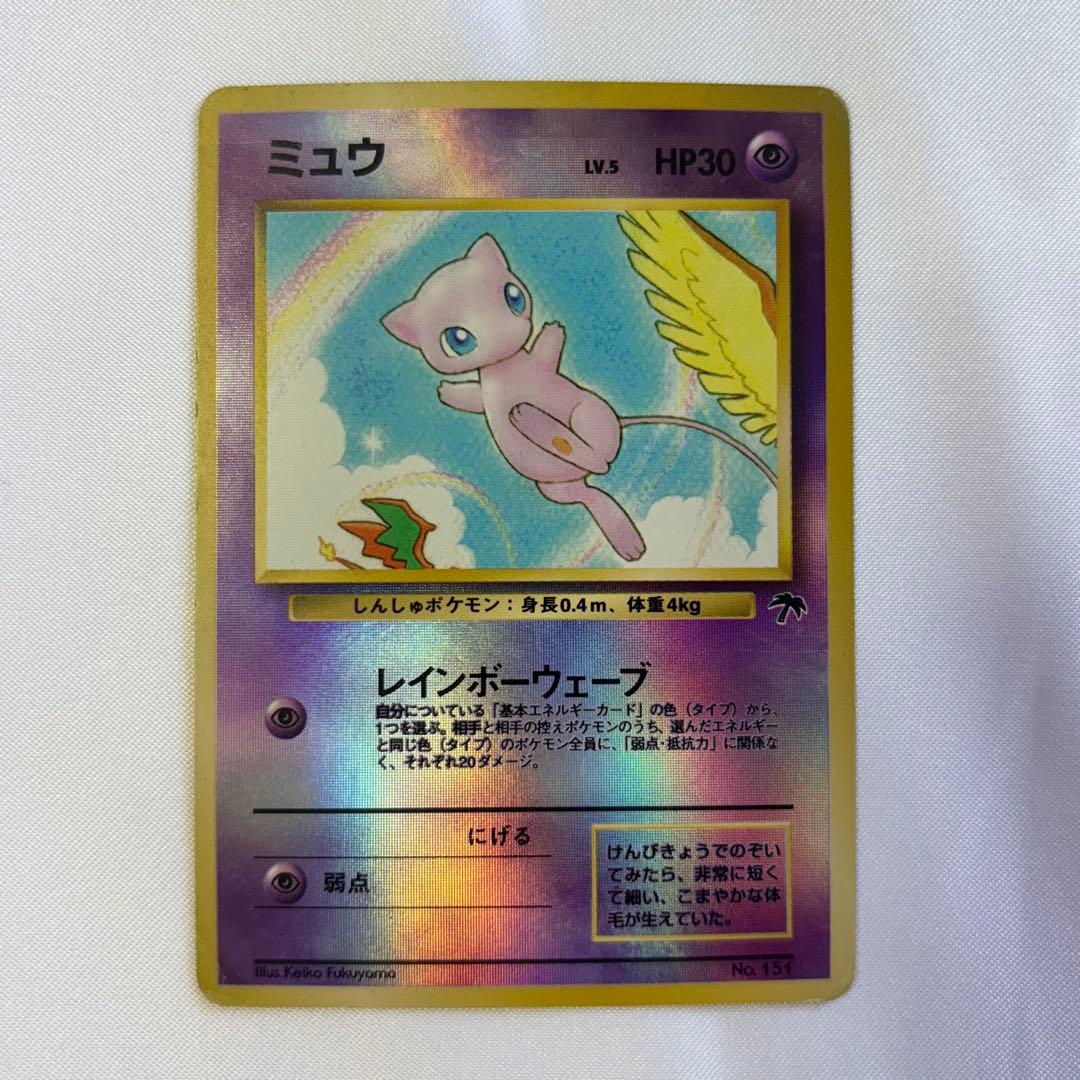 ミュウ LV.5 HP30
しんしゅポケモン：身長0.4m、体重4kg
レインボーウェーブ
自分についている「基本エネルギーカード」の色（タイプ）から、
1つを選ぶ。相手と相手の控えポケモンのうち、選んだエネルギー
と同じ色（タイプ）のポケモン全員に、「弱点・抵抗力」に関係な
く、それぞれ20ダメージ。
にげる
弱点
けんびきょうでのぞい
てみたら、非常に短く
て細い、こまやかな体
毛が生えていた。
Illus.Keiko Fukuyama No. 151